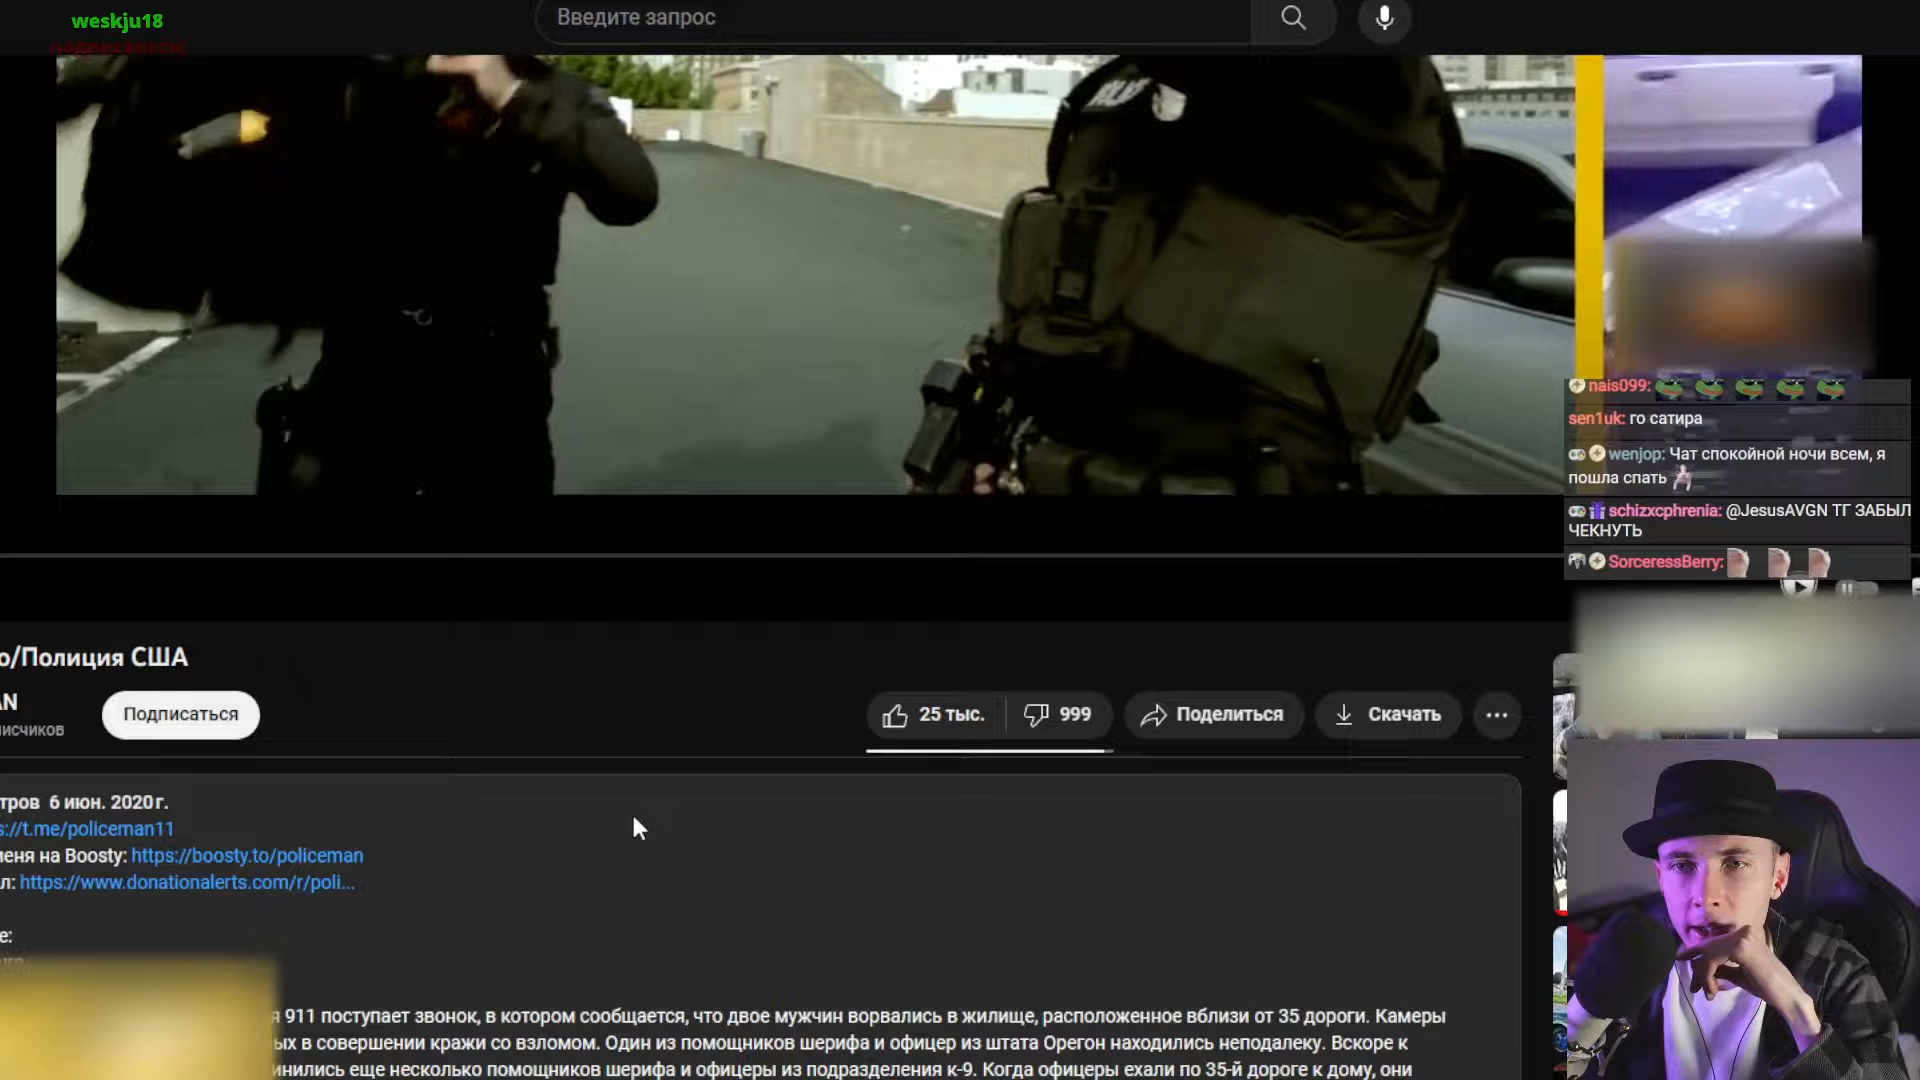 weskju18
Введите запрос
nais099:
sen1uk: го сатира
wenjop: Чат спокойной ночи всем, я
пошла спать
schizxcphrenia: @JesusAVGN ТГ ЗАБЫЛ
ЧЕКНУТЬ
SorceressBerry:
о/Полиция США
AN
исчиков
Подписаться
25 тыс.
999
Поделиться
Скачать
тров 6 июн. 2020 г.
s://t.me/policeman11
меня на Boosty: https://boosty.to/policeman
л: https://www.donationalerts.com/r/poli...
е:
я 911 поступает звонок, в котором сообщается, что двое мужчин ворвались в жилище, расположенное вблизи от 35 дороги. Камеры
ых в совершении кражи со взломом. Один из помощников шерифа и офицер из штата Орегон находились неподалеку. Вскоре к
инились еще несколько помощников шерифа и офицеры из подразделения к-9. Когда офицеры ехали по 35-й дороге к дому, они